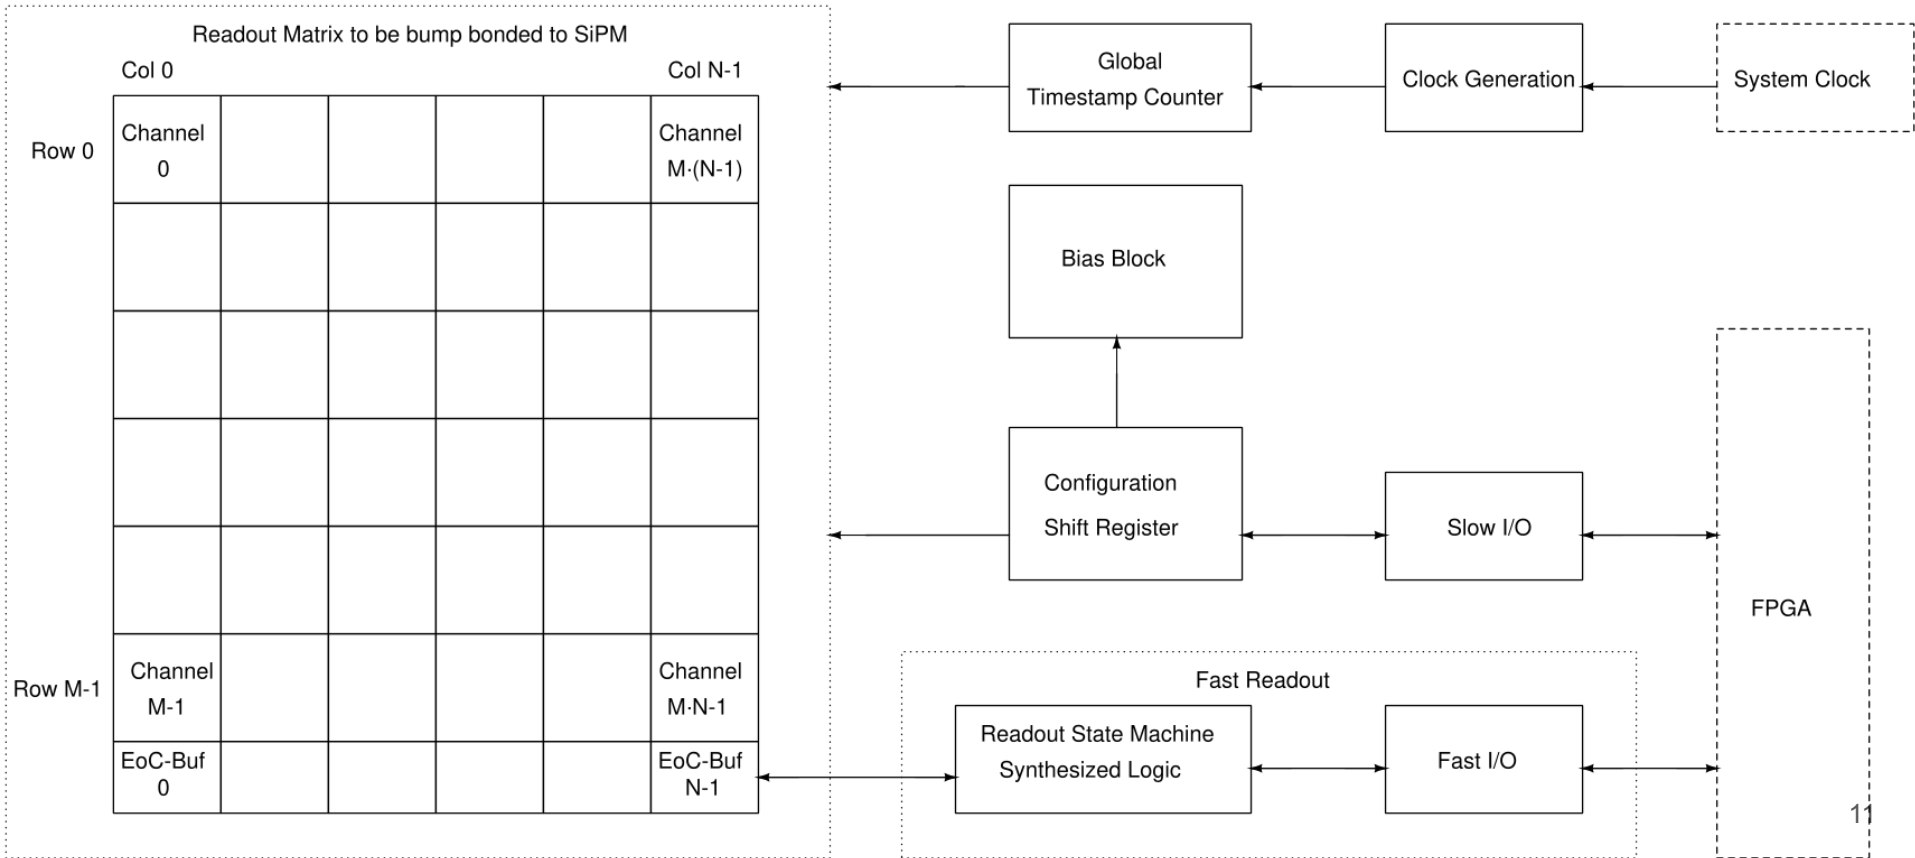 Readout Matrix to be bump bonded to SiPM
Col 0
Col N-1
Row 0
Channel
0
Channel
M·(N-1)
Row M-1
Channel
M-1
Channel
M·N-1
EoC-Buf
0
EoC-Buf
N-1
Global
Timestamp Counter
Clock Generation
System Clock
Bias Block
Configuration
Shift Register
Slow I/O
FPGA
Fast Readout
Readout State Machine
Synthesized Logic
Fast I/O
11